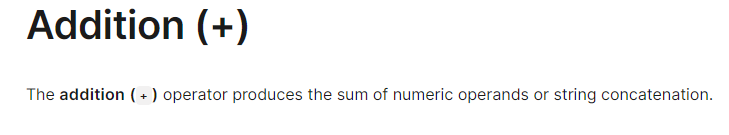 Addition (+)
The addition (+) operator produces the sum of numeric operands or string concatenation.